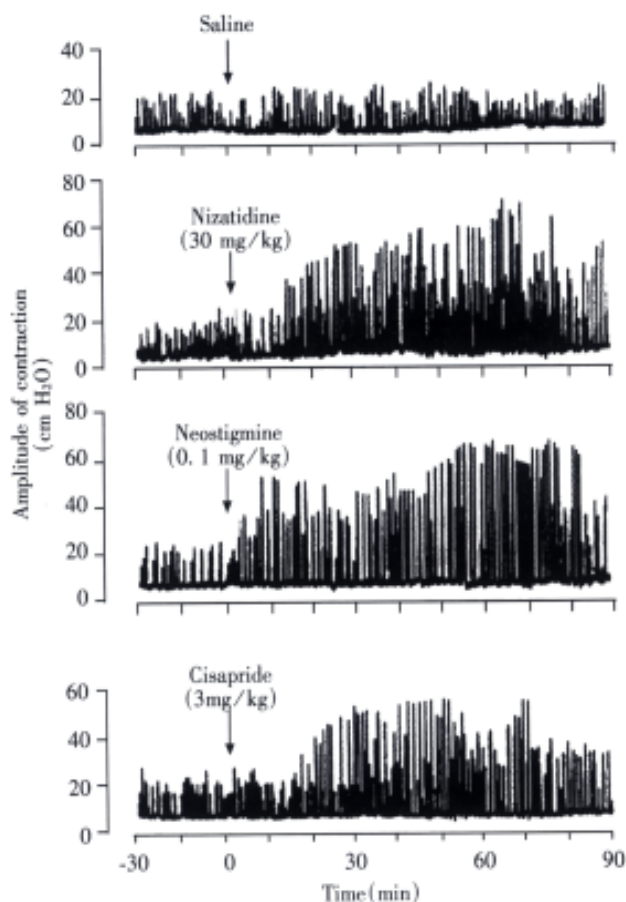 Saline
40
20
0
Nizatidine
(30 mg/kg)
80
60
40
20
0
Amplitude of contraction
(cm H₂O)
Neostigmine
(0. 1 mg/kg)
80
60
40
20
0
Cisapride
(3mg/kg)
60
40
20
0
-30 0 30 60 90
Time(min)